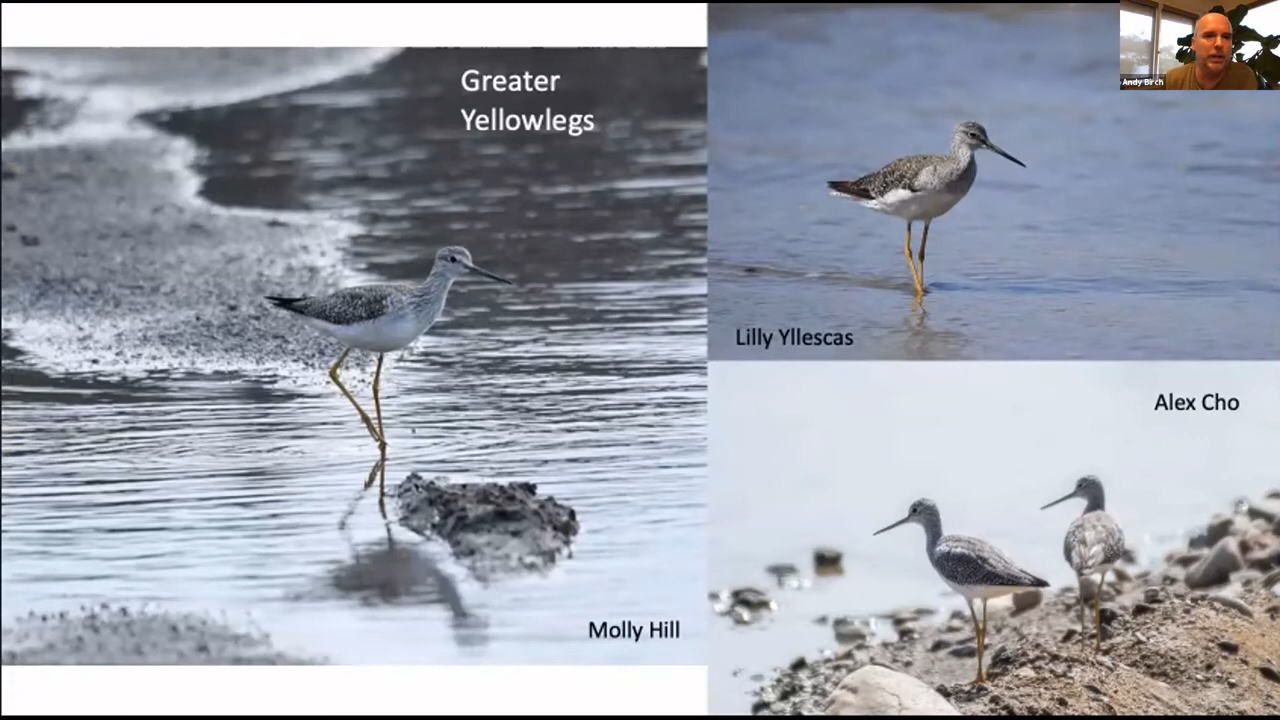 Greater
Yellowlegs
Andy Birch
Lilly Yllescas
Alex Cho
Molly Hill